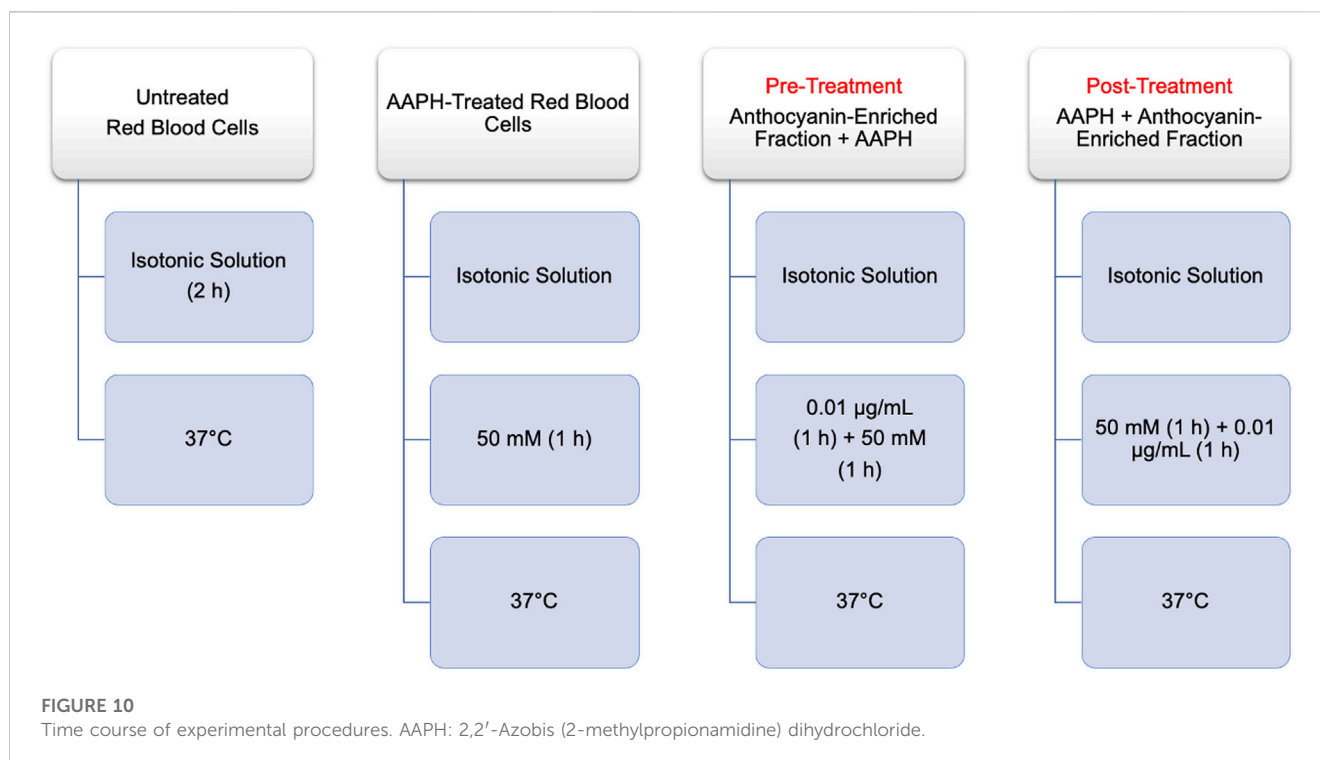 Untreated
Red Blood Cells
Isotonic Solution
(2 h)
37°C
AAPH-Treated Red Blood
Cells
Isotonic Solution
50 mM (1 h)
37°C
Pre-Treatment
Anthocyanin-Enriched
Fraction + AAPH
Isotonic Solution
0.01 µg/mL
(1 h) + 50 mM
(1 h)
37°C
Post-Treatment
AAPH + Anthocyanin-
Enriched Fraction
Isotonic Solution
50 mM (1 h) + 0.01
µg/mL (1 h)
37°C
FIGURE 10
Time course of experimental procedures. AAPH: 2,2′-Azobis (2-methylpropionamidine) dihydrochloride.